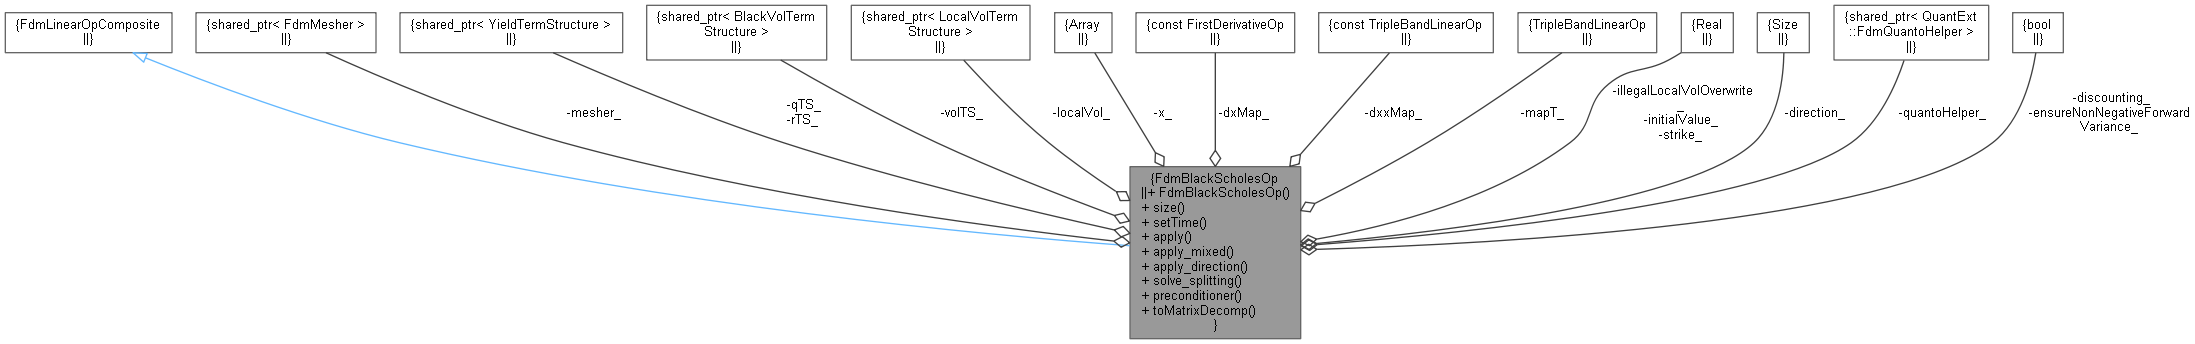 {FdmLinearOpComposite
||}
{shared_ptr< FdmMesher >
||}
{shared_ptr< YieldTermStructure >
||}
{shared_ptr< BlackVolTerm
Structure >
||}
{shared_ptr< LocalVolTerm
Structure >
||}
{Array
||}
{const FirstDerivativeOp
||}
{const TripleBandLinearOp
||}
{TripleBandLinearOp
||}
{Real
||}
{Size
||}
{shared_ptr< QuantExt
::FdmQuantoHelper >
||}
{bool
||}
-mesher_
-qTS_
-rTS_
-volTS_
-localVol_
-x_
-dxMap_
-dxxMap_
-mapT_
-illegalLocalVolOverwrite
_
-initialValue_
-strike_
-direction_
-quantoHelper_
-discounting_
-ensureNonNegativeForward
Variance_
{FdmBlackScholesOp
||+ FdmBlackScholesOp()
+ size()
+ setTime()
+ apply()
+ apply_mixed()
+ apply_direction()
+ solve_splitting()
+ preconditioner()
+ toMatrixDecomp()
}